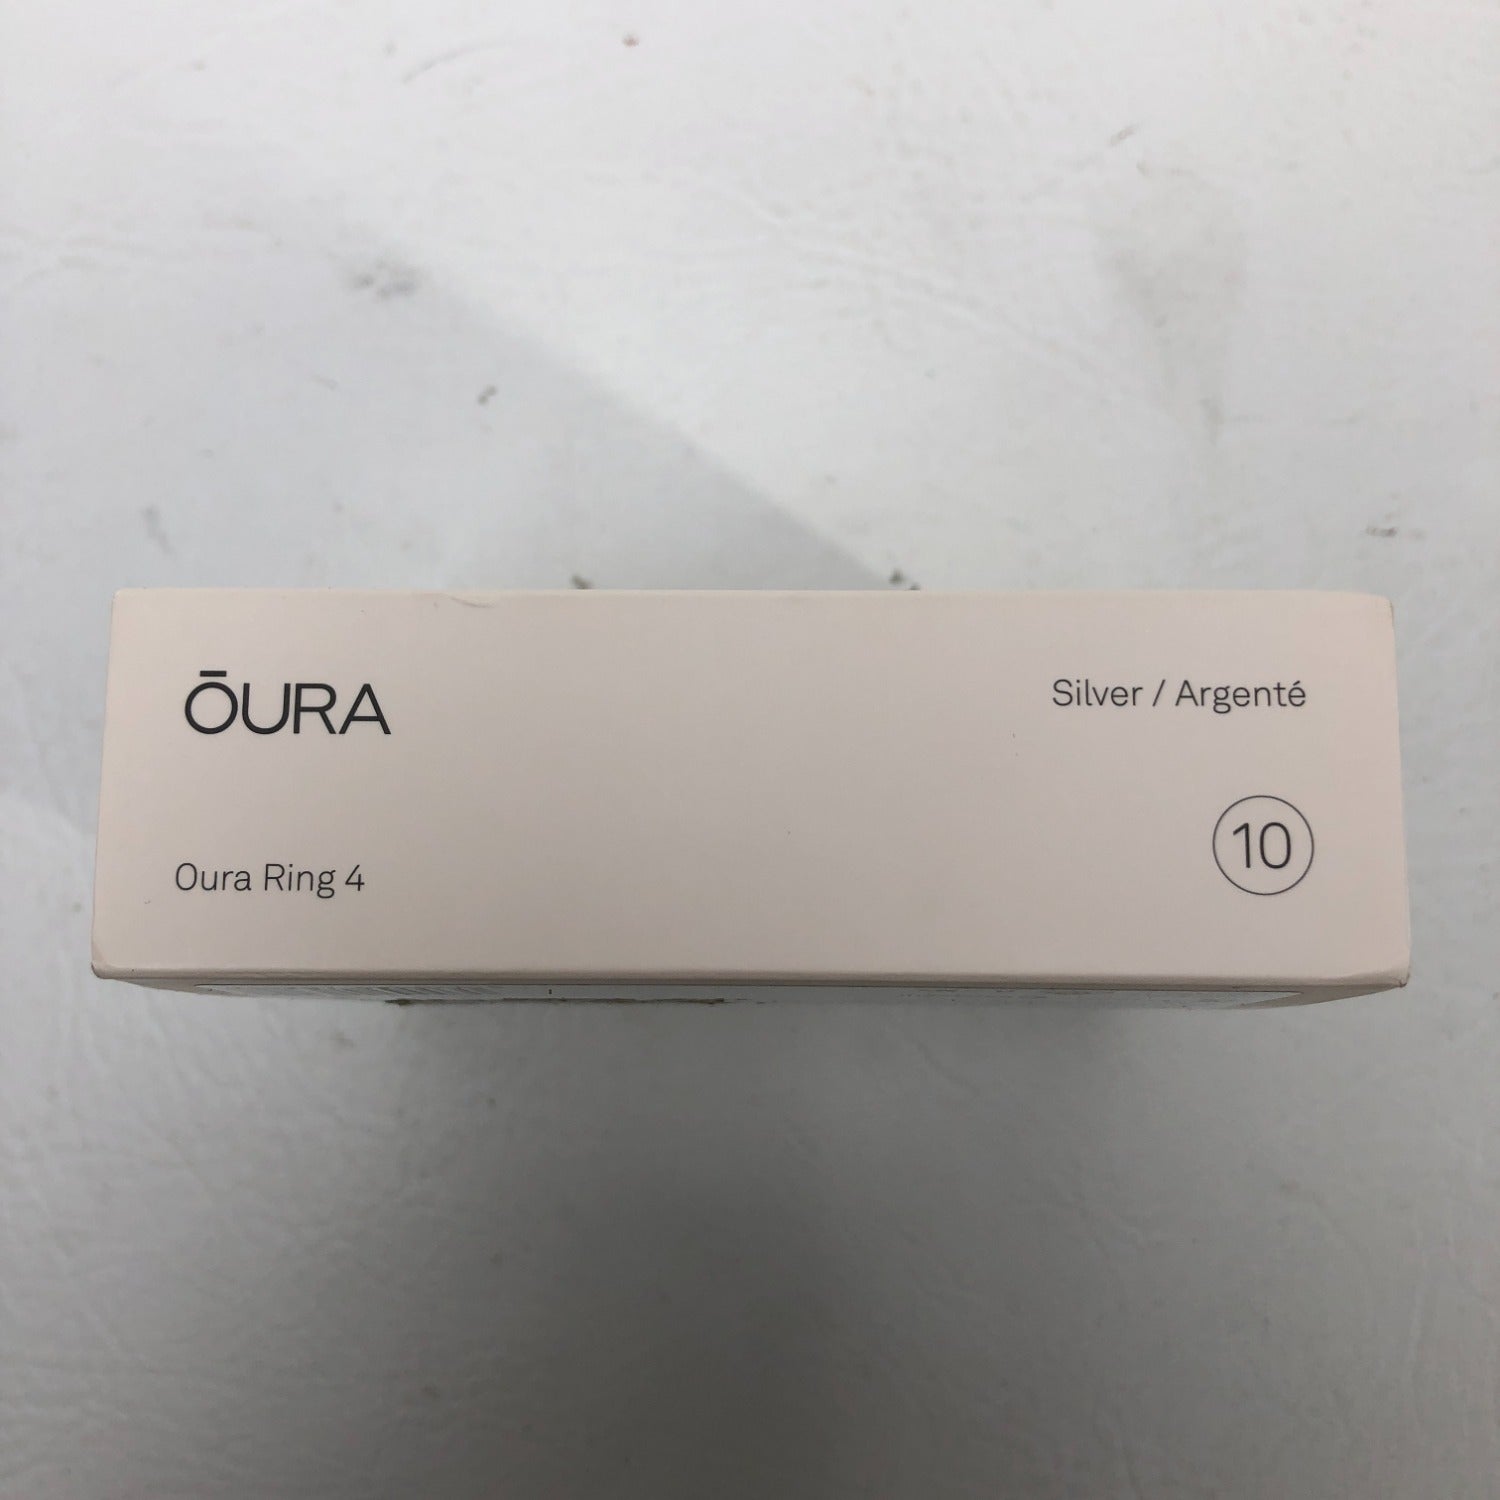 ŌURA
Silver / Argenté
10
Oura Ring 4